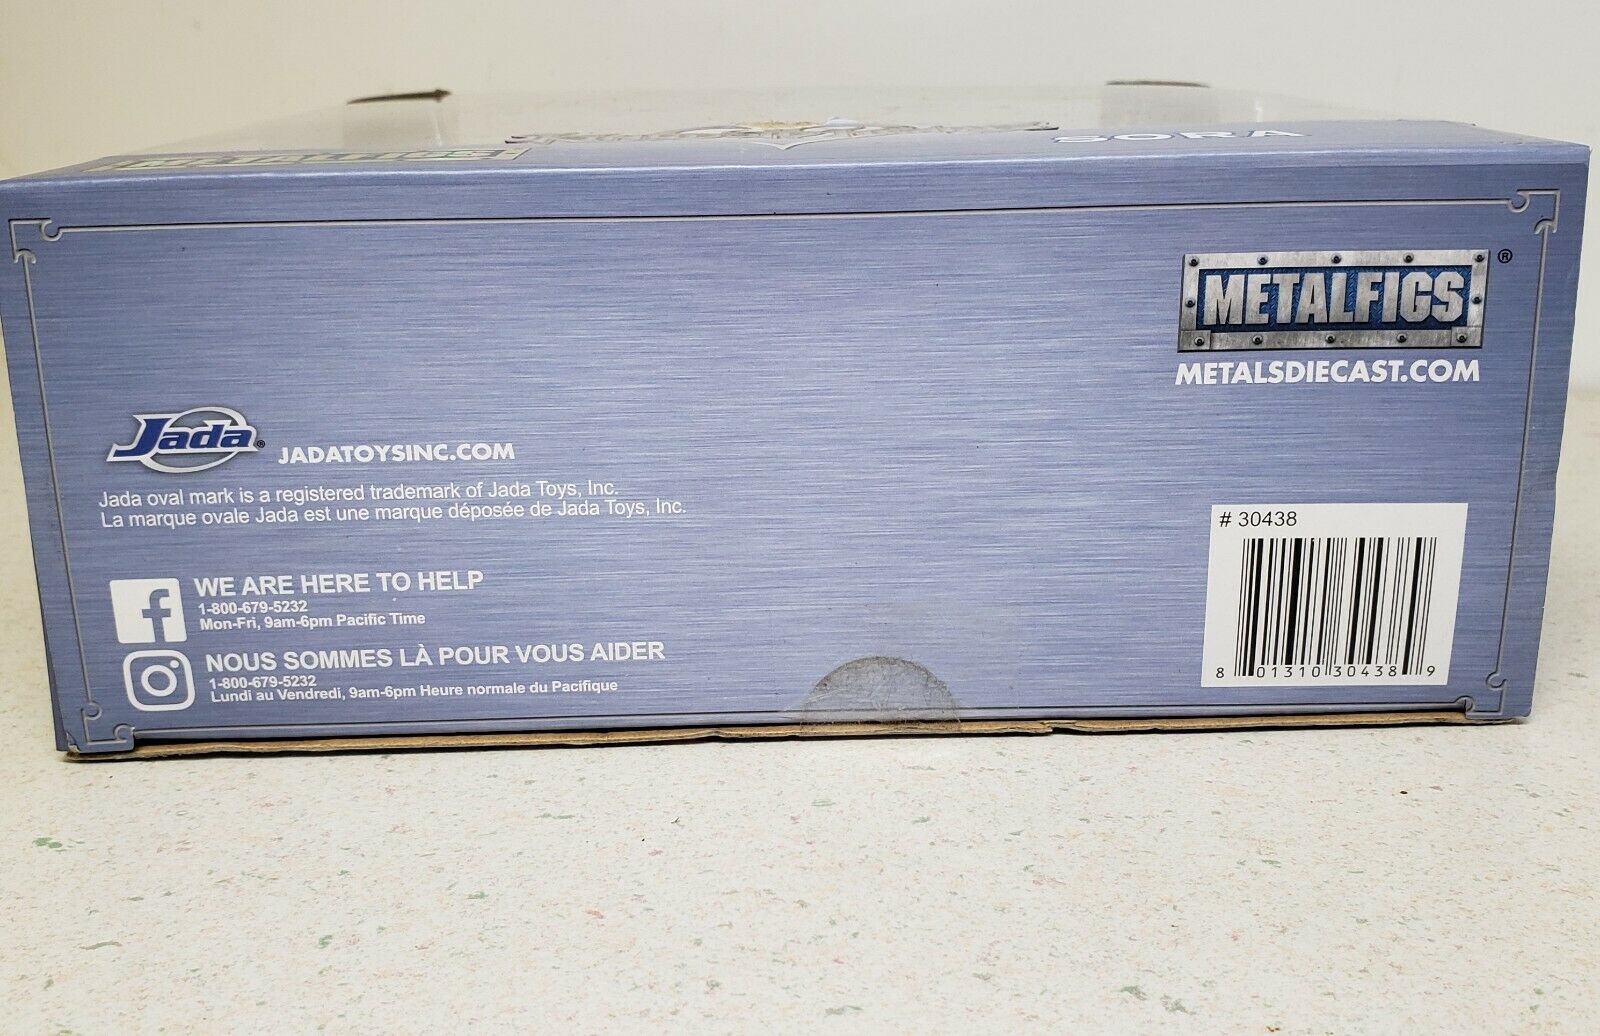 METALFIGS
SORA
METALFIGS ®
METALSDIECAST.COM
Jada ® JADATOYSINC.COM
Jada oval mark is a registered trademark of Jada Toys, Inc.
La marque ovale Jada est une marque déposée de Jada Toys, Inc.
# 30438
8 01310 30438 9
WE ARE HERE TO HELP
1-800-679-5232
Mon-Fri, 9am-6pm Pacific Time
NOUS SOMMES LÀ POUR VOUS AIDER
1-800-679-5232
Lundi au Vendredi, 9am-6pm Heure normale du Pacifique